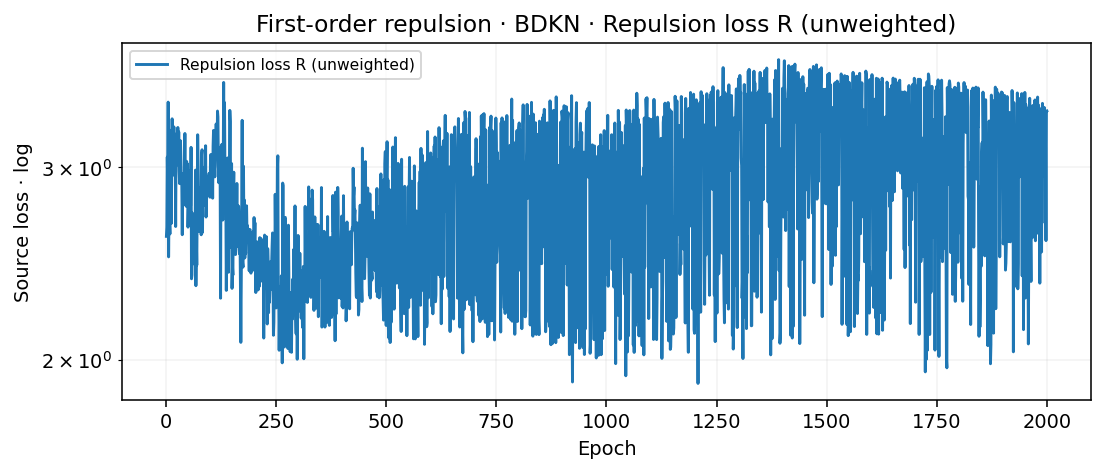 First-order repulsion · BDKN · Repulsion loss R (unweighted)
Repulsion loss R (unweighted)
Source loss · log
3 × 10⁰
2 × 10⁰
0 250 500 750 1000 1250 1500 1750 2000
Epoch